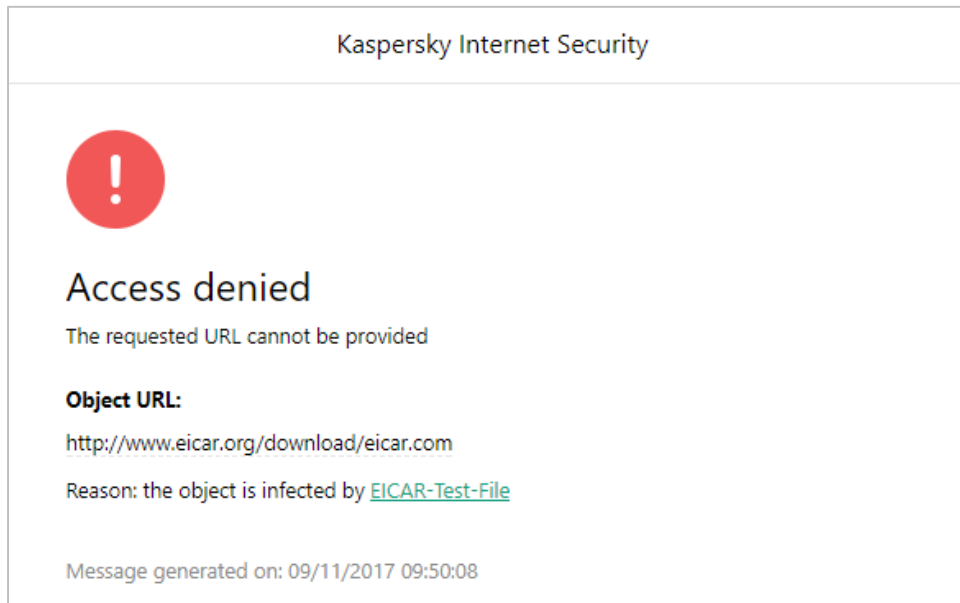 Kaspersky Internet Security
!
Access denied
The requested URL cannot be provided
Object URL:
http://www.eicar.org/download/eicar.com
Reason: the object is infected by EICAR-Test-File
Message generated on: 09/11/2017 09:50:08